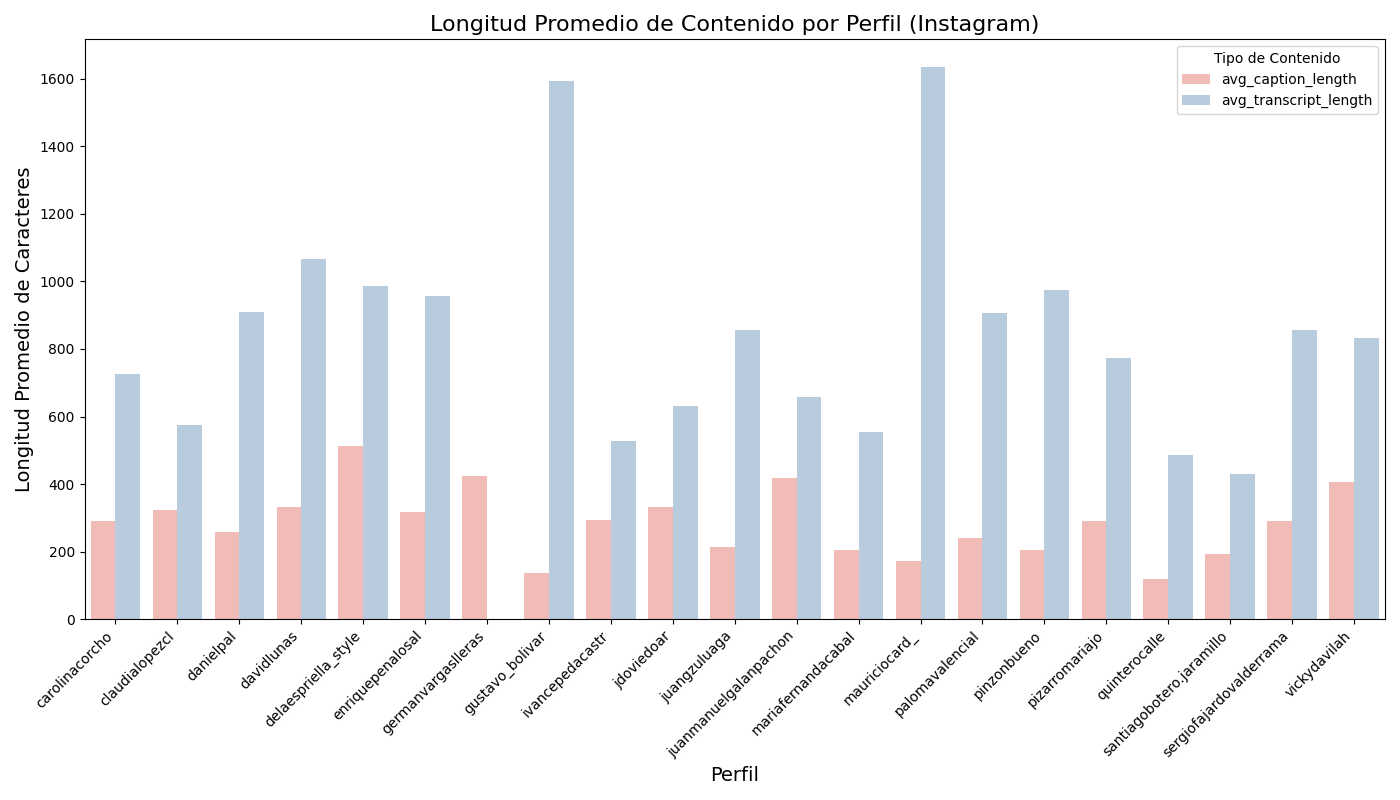 Longitud Promedio de Contenido por Perfil (Instagram)
Tipo de Contenido
avg_caption_length
avg_transcript_length
Longitud Promedio de Caracteres
1600
1400
1200
1000
800
600
400
200
0
carolinacorcho
claudialopezcl
danielpal
davidlunas
delaespriella_style
enriquepenalosal
germanvargaslleras
gustavo_bolivar
ivancepedacastr
jdoviedoar
juangzuluaga
juanmanuelgalanpachon
mariafernandacabal
mauriciocard_
palomavalencial
pinzonbueno
pizarromariajo
quinterocalle
santiagobotero.jaramillo
sergiofajardovalderrama
vickydavilah
Perfil